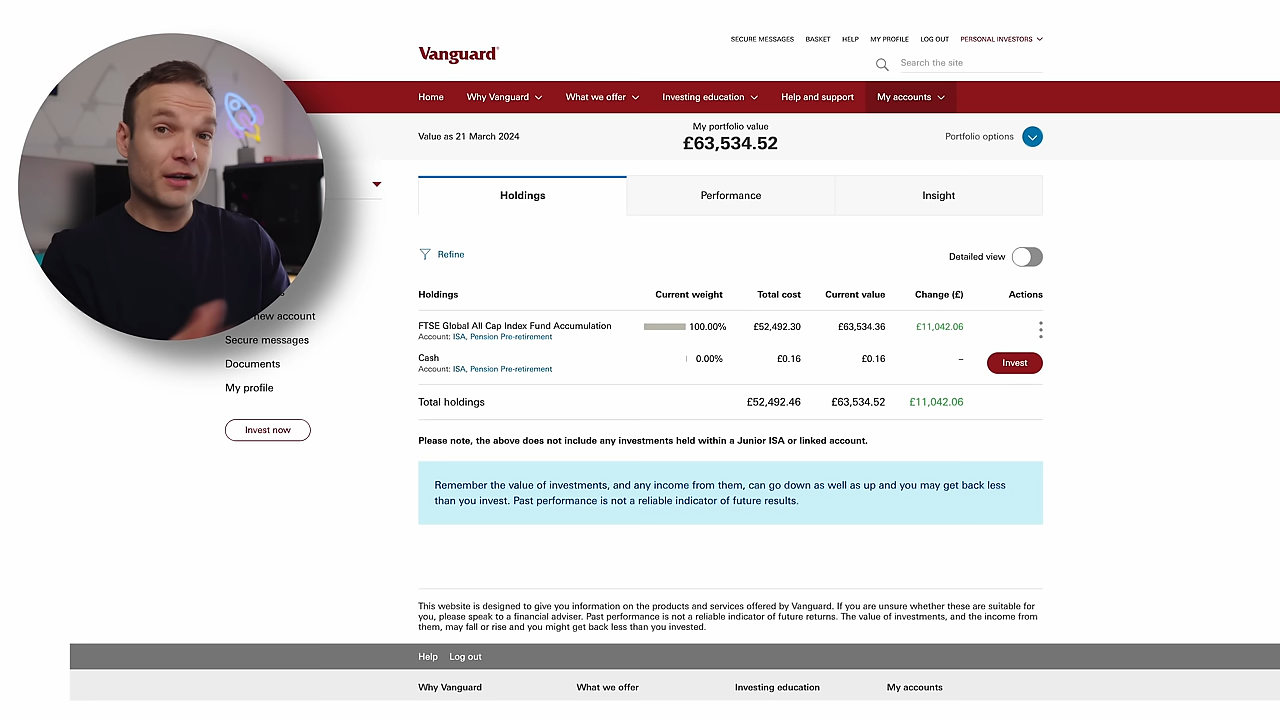 SECURE MESSAGES BASKET HELP MY PROFILE LOG OUT PERSONAL INVESTORS
Vanguard
Search the site
Home Why Vanguard What we offer Investing education Help and support My accounts
Value as 21 March 2024
My portfolio value
£63,534.52
Portfolio options
Holdings Performance Insight
Refine
Detailed view
Holdings Current weight Total cost Current value Change (£) Actions
FTSE Global All Cap Index Fund Accumulation 100.00% £52,492.30 £63,534.36 £11,042.06
Account: ISA, Pension Pre-retirement
Cash 0.00% £0.16 £0.16 – Invest
Account: ISA, Pension Pre-retirement
Total holdings £52,492.46 £63,534.52 £11,042.06
new account
Secure messages
Documents
My profile
Invest now
Please note, the above does not include any investments held within a Junior ISA or linked account.
Remember the value of investments, and any income from them, can go down as well as up and you may get back less
than you invest. Past performance is not a reliable indicator of future results.
This website is designed to give you information on the products and services offered by Vanguard. If you are unsure whether these are suitable for
you, please speak to a financial adviser. Past performance is not a reliable indicator of future returns. The value of investments, and the income from
them, may fall or rise and you might get back less than you invested.
Help Log out
Why Vanguard What we offer Investing education My accounts